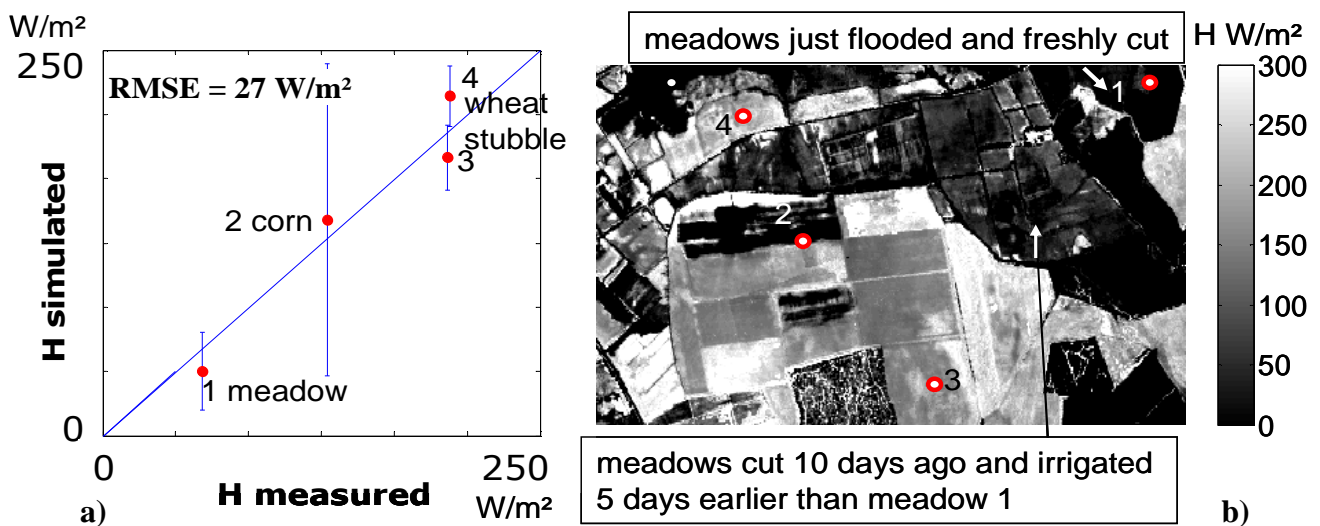 W/m²
250
RMSE = 27 W/m²
4
wheat
stubble
3
2 corn
1 meadow
H simulated
0
0
250
H measured
W/m²
a)
meadows just flooded and freshly cut
H W/m²
1
4
2
3
300
250
200
150
100
50
0
meadows cut 10 days ago and irrigated
5 days earlier than meadow 1
b)